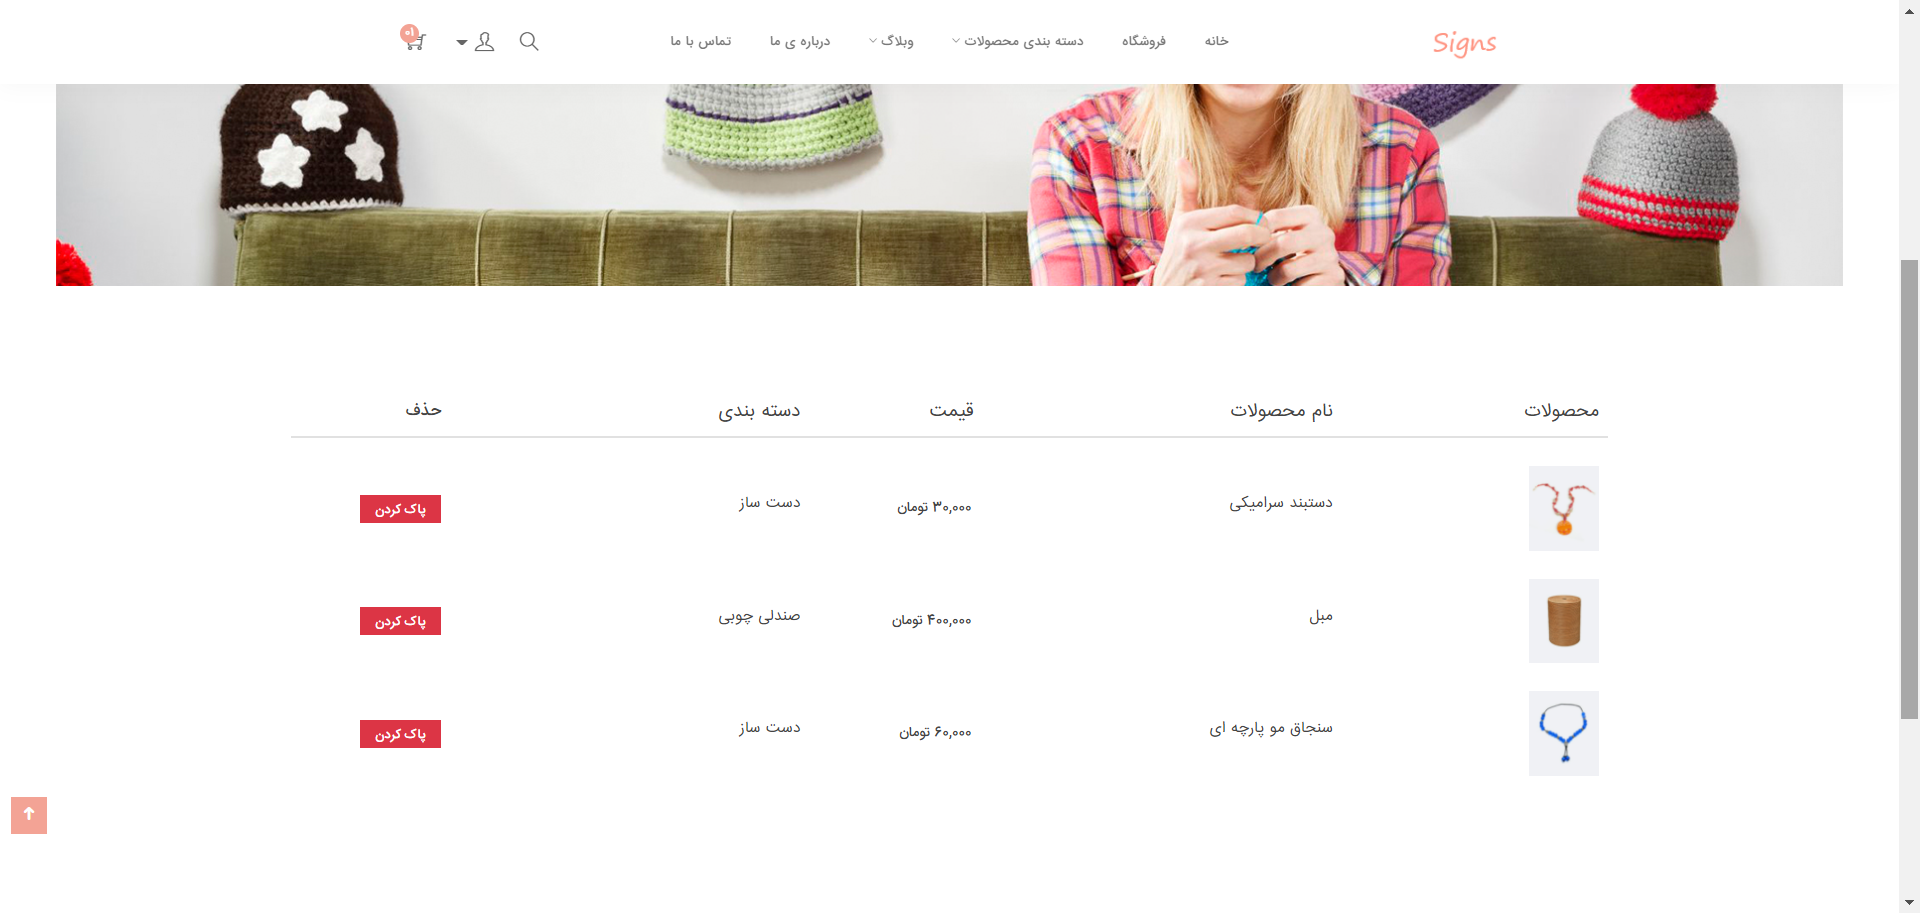 Signs
خانه
فروشگاه
دسته بندی محصولات
وبلاگ
درباره ی ما
تماس با ما
۰۱
محصولات نام محصولات قیمت دسته بندی حذف
دستبند سرامیکی ۳۰,۰۰۰ تومان دست ساز پاک کردن
مبل ۴۰۰,۰۰۰ تومان صندلی چوبی پاک کردن
سنجاق مو پارچه ای ۶۰,۰۰۰ تومان دست ساز پاک کردن